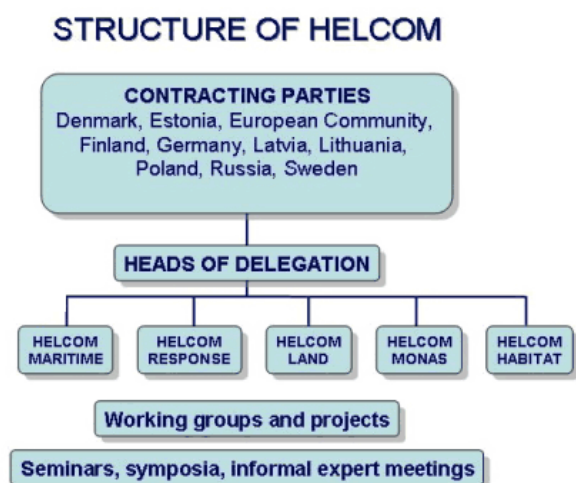 STRUCTURE OF HELCOM
CONTRACTING PARTIES
Denmark, Estonia, European Community,
Finland, Germany, Latvia, Lithuania,
Poland, Russia, Sweden
HEADS OF DELEGATION
HELCOM
MARITIME
HELCOM
RESPONSE
HELCOM
LAND
HELCOM
MONAS
HELCOM
HABITAT
Working groups and projects
Seminars, symposia, informal expert meetings